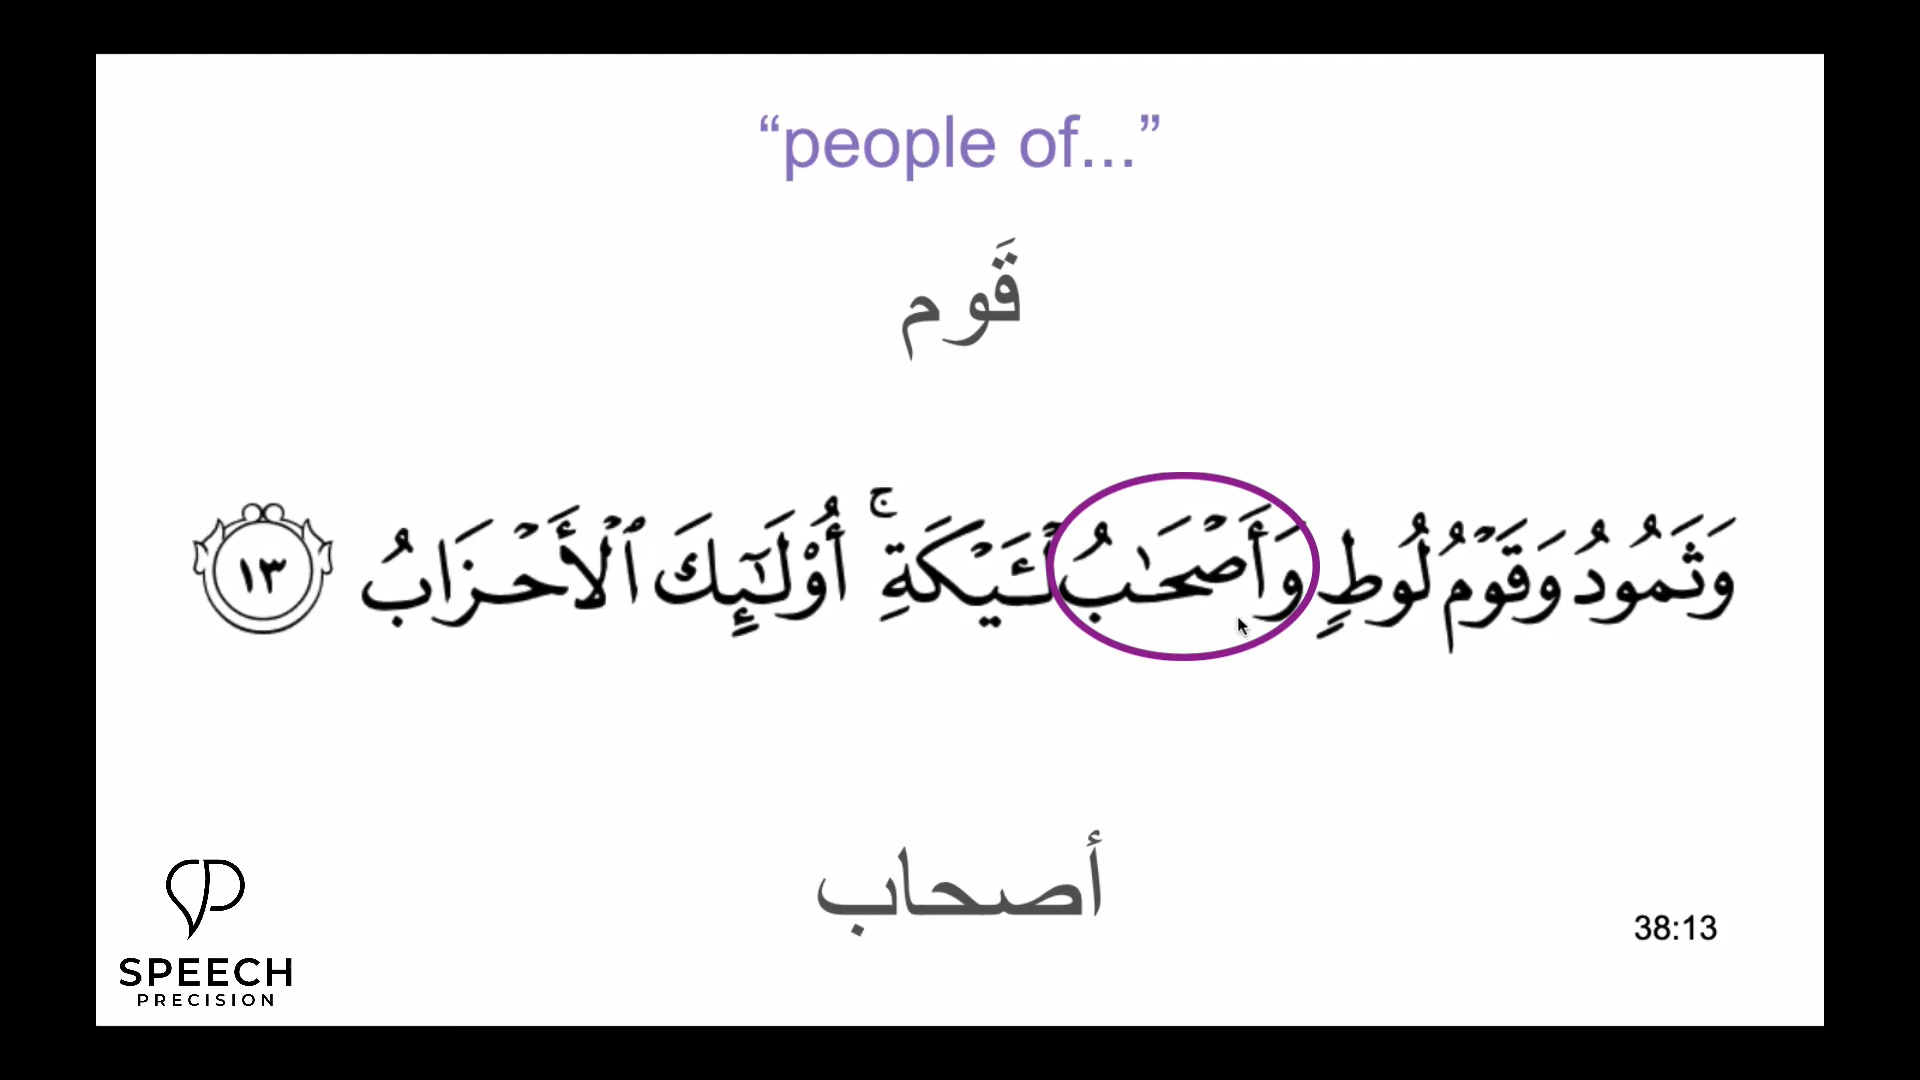 “people of...”
قَوم
وَثَمُودُ وَقَوۡمُ لُوطٖ وَأَصۡحَٰبُ لۡـَٔيۡكَةِۚ أُوْلَٰٓئِكَ ٱلۡأَحۡزَابُ ١٣
أصحاب
38:13
SPEECH
PRECISION